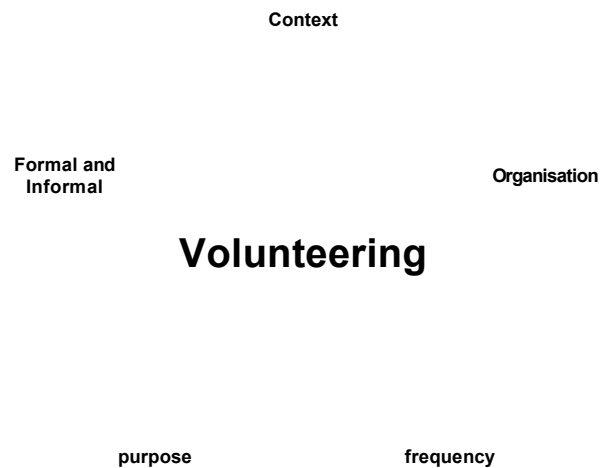 Context
Formal and
Informal
Organisation
Volunteering
purpose
frequency